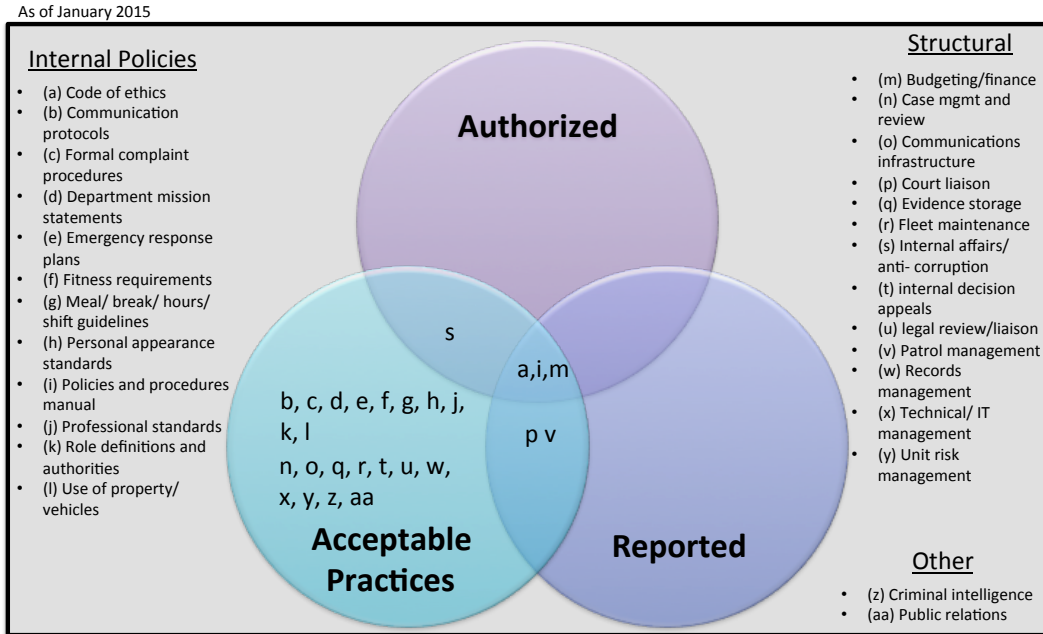 As of January 2015
Internal Policies
• (a) Code of ethics
• (b) Communication
protocols
• (c) Formal complaint
procedures
• (d) Department mission
statements
• (e) Emergency response
plans
• (f) Fitness requirements
• (g) Meal/ break/ hours/
shift guidelines
• (h) Personal appearance
standards
• (i) Policies and procedures
manual
• (j) Professional standards
• (k) Role definitions and
authorities
• (l) Use of property/
vehicles
Authorized
s
a,i,m
b, c, d, e, f, g, h, j,
k, l
n, o, q, r, t, u, w,
x, y, z, aa
p v
Acceptable
Practices
Reported
Structural
• (m) Budgeting/finance
• (n) Case mgmt and
review
• (o) Communications
infrastructure
• (p) Court liaison
• (q) Evidence storage
• (r) Fleet maintenance
• (s) Internal affairs/
anti- corruption
• (t) internal decision
appeals
• (u) legal review/liaison
• (v) Patrol management
• (w) Records
management
• (x) Technical/ IT
management
• (y) Unit risk
management
Other
• (z) Criminal intelligence
• (aa) Public relations